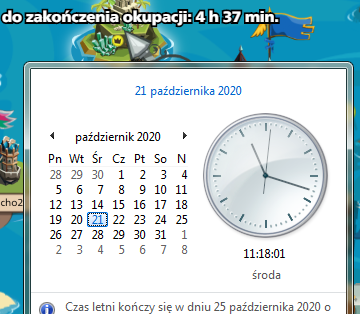 do zakończenia okupacji: 4 h 37 min.
21 października 2020
październik 2020
Pn Wt Śr Cz Pt So N
28 29 30 1 2 3 4
5 6 7 8 9 10 11
12 13 14 15 16 17 18
19 20 21 22 23 24 25
26 27 28 29 30 31 1
2 3 4 5 6 7 8
cho2
11:18:01
środa
Czas letni kończy się w dniu 25 października 2020 o